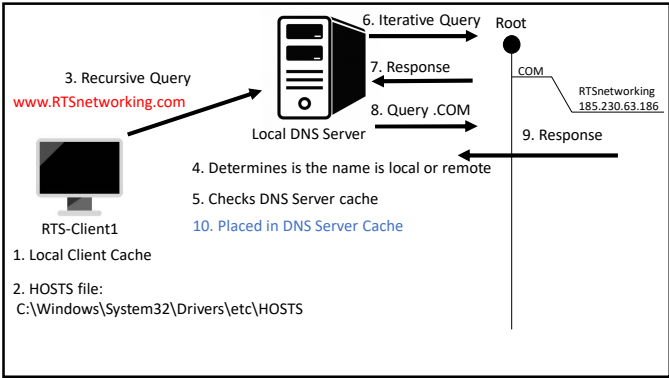 6. Iterative Query
Root
3. Recursive Query
7. Response
COM
www.RTSnetworking.com
RTSnetworking
185.230.63.186
8. Query .COM
Local DNS Server
9. Response
4. Determines is the name is local or remote
5. Checks DNS Server cache
RTS-Client1
10. Placed in DNS Server Cache
1. Local Client Cache
2. HOSTS file:
C:\Windows\System32\Drivers\etc\HOSTS